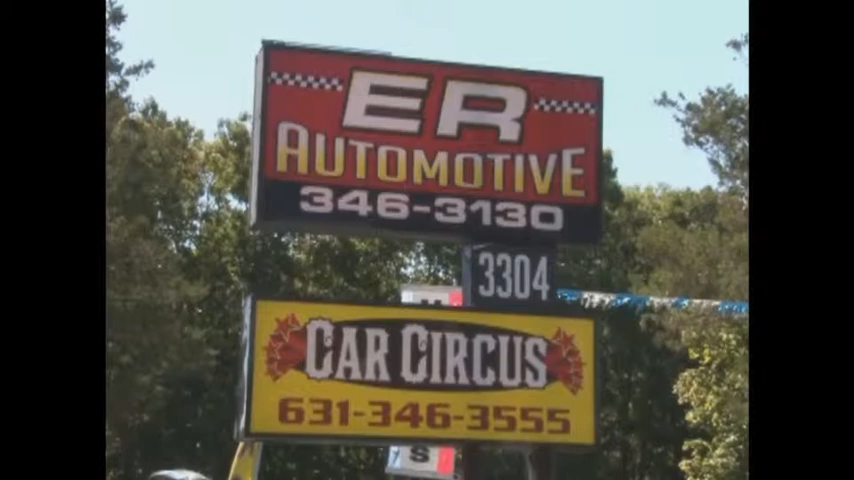 ER
AUTOMOTIVE
346-3130
3304
CAR CIRCUS
631-346-3555
S